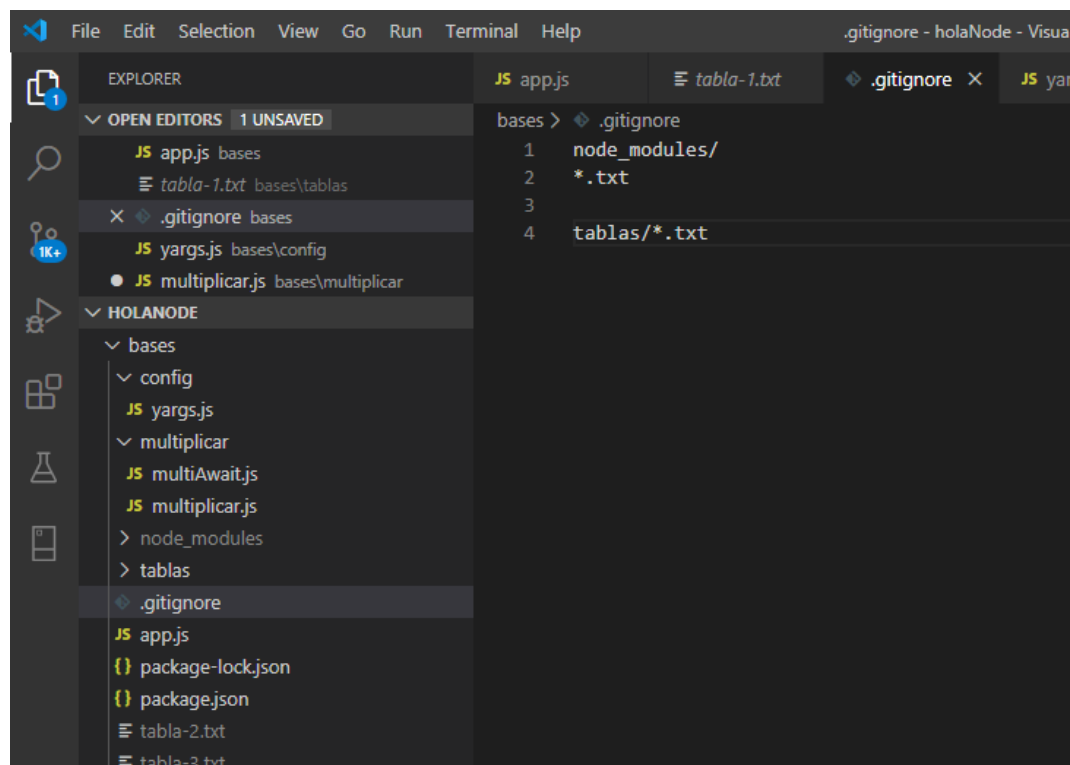 File Edit Selection View Go Run Terminal Help .gitignore - holaNode - Visua
EXPLORER
1
1K+
OPEN EDITORS 1 UNSAVED
JS app.js bases
tabla-1.txt bases\tablas
.gitignore bases
JS yargs.js bases\config
JS multiplicar.js bases\multiplicar
HOLANODE
bases
config
JS yargs.js
multiplicar
JS multiAwait.js
JS multiplicar.js
node_modules
tablas
.gitignore
JS app.js
{} package-lock.json
{} package.json
tabla-2.txt
tabla-3.txt
JS app.js tabla-1.txt .gitignore JS yar
bases > .gitignore
1 node_modules/
2 *.txt
3
4 tablas/*.txt